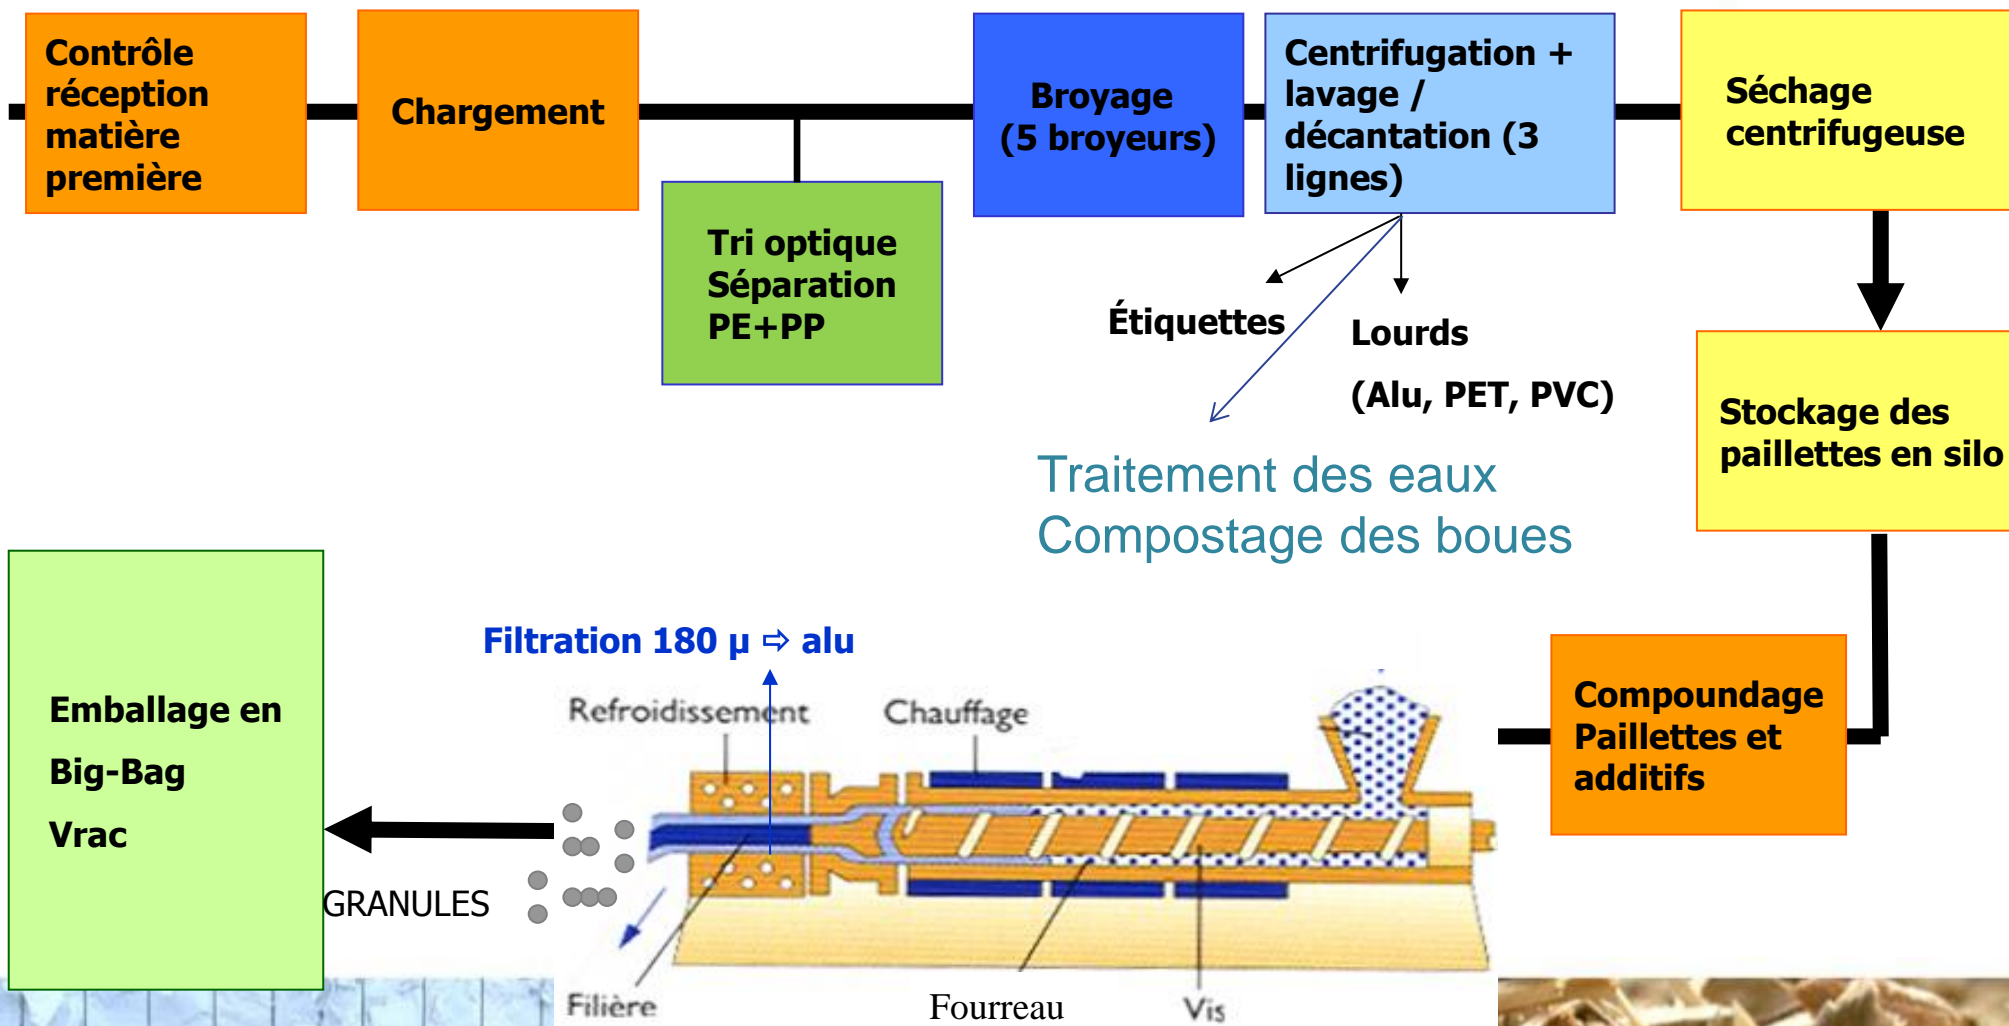 Contrôle
réception
matière
première
Chargement
Tri optique
Séparation
PE+PP
Broyage
(5 broyeurs)
Centrifugation +
lavage /
décantation (3
lignes)
Séchage
centrifugeuse
Étiquettes
Lourds
(Alu, PET, PVC)
Traitement des eaux
Compostage des boues
Stockage des
paillettes en silo
Compoundage
Paillettes et
additifs
Filtration 180 µ ⇨ alu
Refroidissement
Chauffage
Filière
Fourreau
Vis
GRANULES
Emballage en
Big-Bag
Vrac